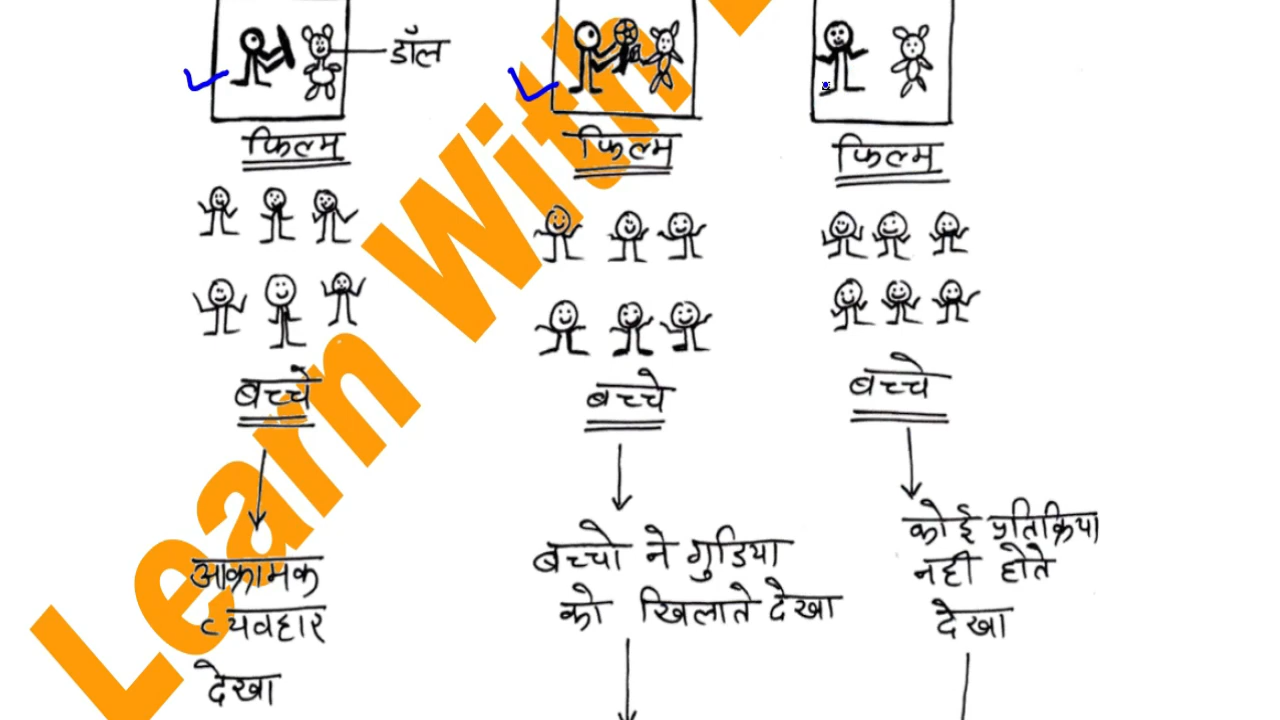 डॉल
फिल्म
फिल्म
फिल्म
बच्चे
बच्चे
बच्चे
आक्रामक
व्यवहार
देखा
बच्चो ने गुडिया
को खिलाते देखा
कोई प्रतिक्रिया
नही होते
देखा
Learn With